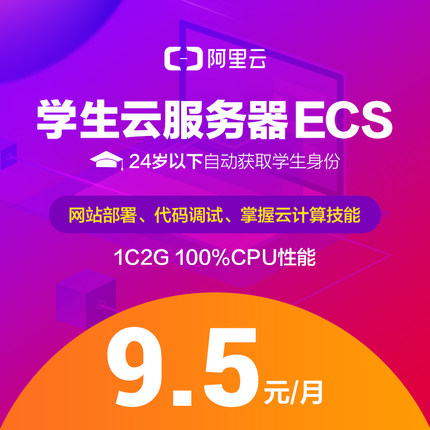 阿里云
学生云服务器ECS
24岁以下自动获取学生身份
网站部署、代码调试、掌握云计算技能
1C2G 100%CPU性能
9.5元/月